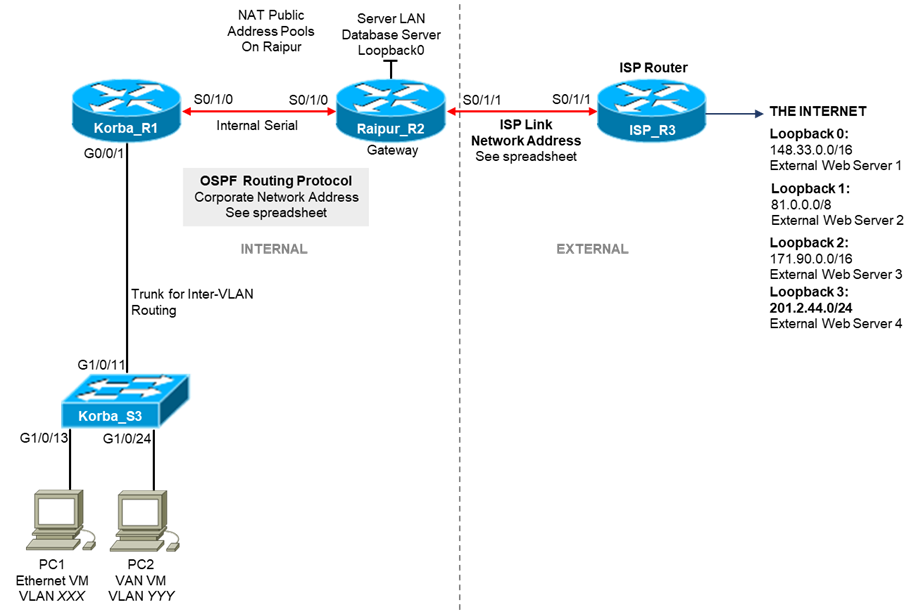 NAT Public
Address Pools
On Raipur
Server LAN
Database Server
Loopback0
ISP Router
S0/1/0
S0/1/0
S0/1/1
S0/1/1
THE INTERNET
Korba_R1
Internal Serial
Raipur_R2
Gateway
ISP Link
Network Address
See spreadsheet
ISP_R3
Loopback 0:
148.33.0.0/16
External Web Server 1
Loopback 1:
81.0.0.0/8
External Web Server 2
Loopback 2:
171.90.0.0/16
External Web Server 3
Loopback 3:
201.2.44.0/24
External Web Server 4
G0/0/1
OSPF Routing Protocol
Corporate Network Address
See spreadsheet
INTERNAL
EXTERNAL
Trunk for Inter-VLAN
Routing
G1/0/11
Korba_S3
G1/0/13
G1/0/24
PC1
Ethernet VM
VLAN XXX
PC2
VAN VM
VLAN YYY